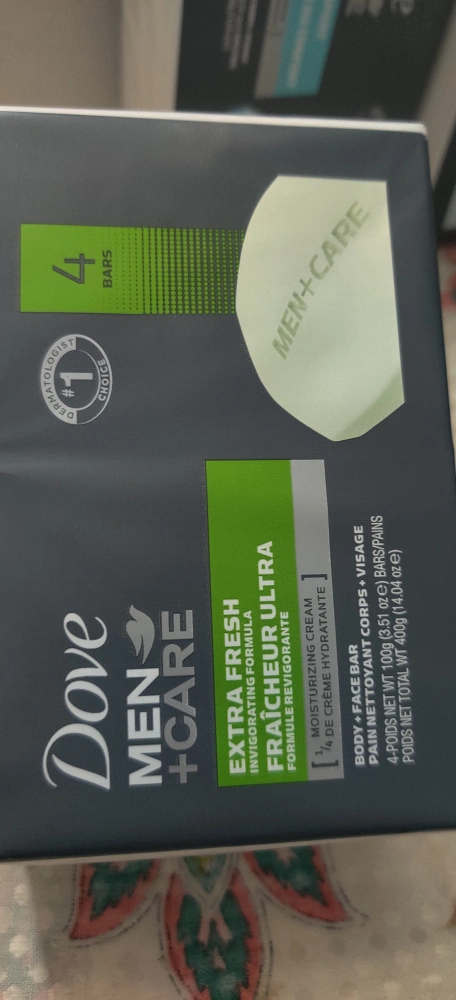 Dove
MEN
+CARE
EXTRA FRESH
INVIGORATING FORMULA
FRAÎCHEUR ULTRA
FORMULE REVIGORANTE
[ 1/4 MOISTURIZING CREAM
DE CRÈME HYDRATANTE ]
BODY+FACE BAR
PAIN NETTOYANT CORPS+VISAGE
4-POIDS NET WT 100g (3.51 oz e) BARS/PAINS
POIDS NET TOTAL WT 400g (14.04 oz e)
DERMATOLOGIST
#1
CHOICE
4
BARS
MEN+CARE